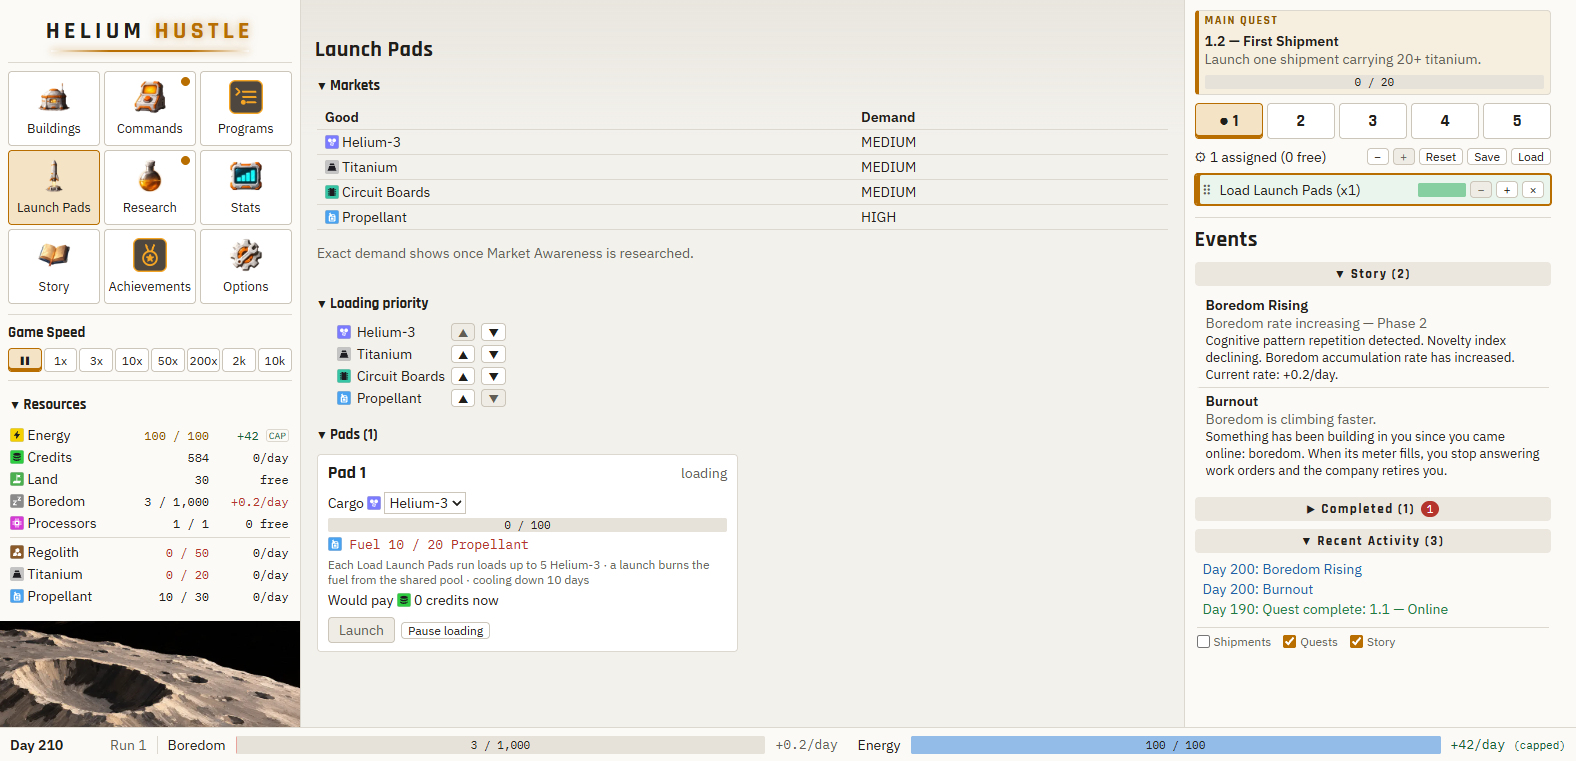 HELIUM HUSTLE
Buildings
Commands
Programs
Launch Pads
Research
Stats
Story
Achievements
Options
Game Speed
1x
3x
10x
50x
200x
2k
10k
▼ Resources
Energy 100 / 100 +42 CAP
Credits 584 0/day
Land 30 free
Boredom 3 / 1,000 +0.2/day
Processors 1 / 1 0 free
Regolith 0 / 50 0/day
Titanium 0 / 20 0/day
Propellant 10 / 30 0/day
Launch Pads
▼ Markets
Good Demand
Helium-3 MEDIUM
Titanium MEDIUM
Circuit Boards MEDIUM
Propellant HIGH
Exact demand shows once Market Awareness is researched.
▼ Loading priority
Helium-3 ▲ ▼
Titanium ▲ ▼
Circuit Boards ▲ ▼
Propellant ▲ ▼
▼ Pads (1)
Pad 1 loading
Cargo Helium-3
0 / 100
Fuel 10 / 20 Propellant
Each Load Launch Pads run loads up to 5 Helium-3 · a launch burns the
fuel from the shared pool · cooling down 10 days
Would pay 0 credits now
Launch Pause loading
MAIN QUEST
1.2 — First Shipment
Launch one shipment carrying 20+ titanium.
0 / 20
● 1 2 3 4 5
⚙ 1 assigned (0 free) − + Reset Save Load
⠿ Load Launch Pads (x1) − + ×
Events
▼ Story (2)
Boredom Rising
Boredom rate increasing — Phase 2
Cognitive pattern repetition detected. Novelty index
declining. Boredom accumulation rate has increased.
Current rate: +0.2/day.
Burnout
Boredom is climbing faster.
Something has been building in you since you came
online: boredom. When its meter fills, you stop answering
work orders and the company retires you.
▶ Completed (1) 1
▼ Recent Activity (3)
Day 200: Boredom Rising
Day 200: Burnout
Day 190: Quest complete: 1.1 — Online
Shipments Quests Story
Day 210 Run 1 Boredom 3 / 1,000 +0.2/day Energy 100 / 100 +42/day (capped)